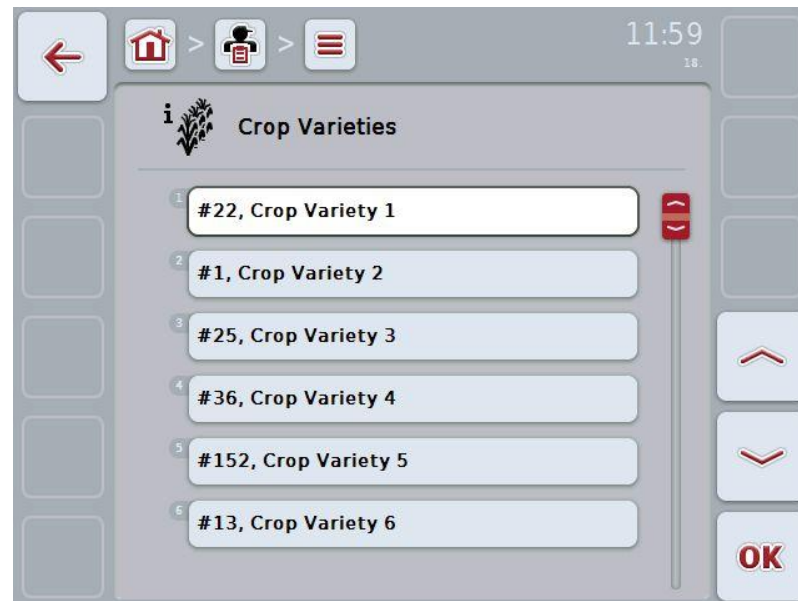 > >
11:59
18.
i
Crop Varieties
1
#22, Crop Variety 1
2
#1, Crop Variety 2
3
#25, Crop Variety 3
4
#36, Crop Variety 4
5
#152, Crop Variety 5
6
#13, Crop Variety 6
OK